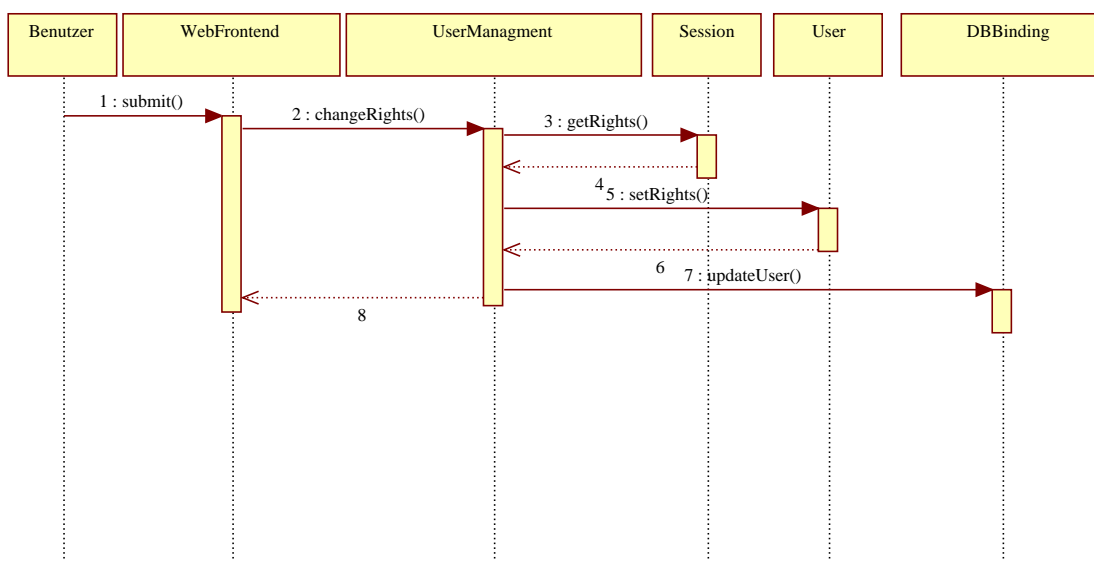 Benutzer
WebFrontend
UserManagment
Session
User
DBBinding
1 : submit()
2 : changeRights()
3 : getRights()
4
5 : setRights()
6
7 : updateUser()
8